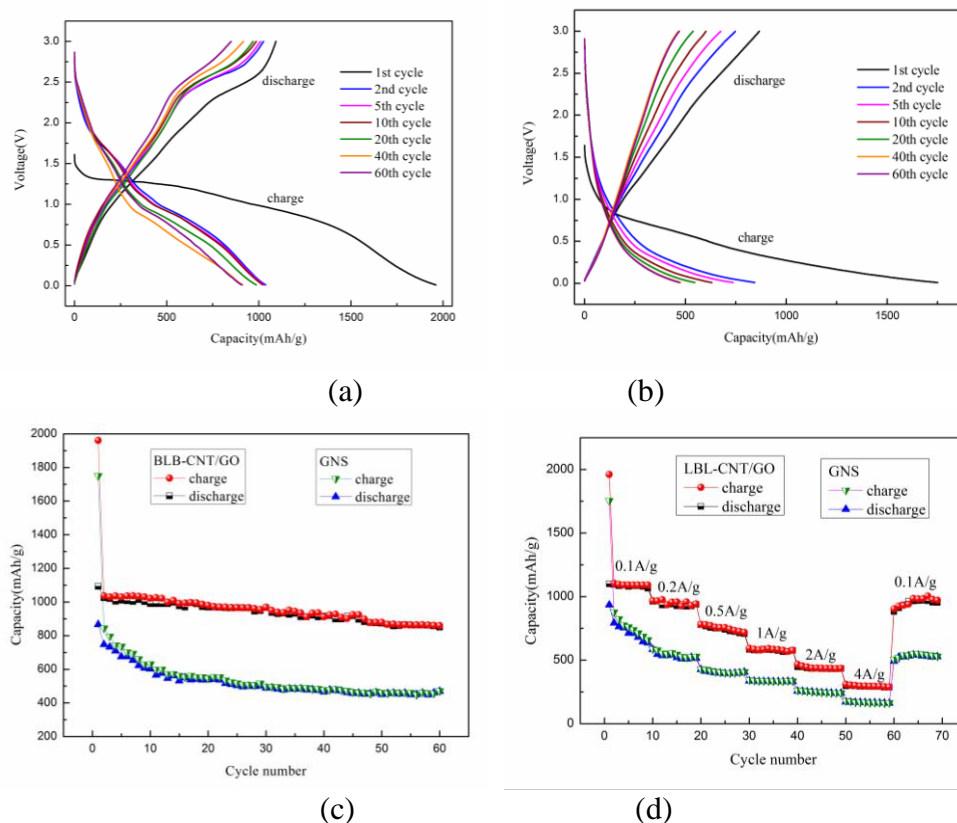 3.0
2.5
2.0
1.5
1.0
0.5
0.0
Voltage(V)
discharge
charge
1st cycle
2nd cycle
5th cycle
10th cycle
20th cycle
40th cycle
60th cycle
0 500 1000 1500 2000
Capacity(mAh/g)
(a)
3.0
2.5
2.0
1.5
1.0
0.5
0.0
Voltage(V)
discharge
charge
1st cycle
2nd cycle
5th cycle
10th cycle
20th cycle
40th cycle
60th cycle
0 500 1000 1500
Capacity(mAh/g)
(b)
2000
1800
1600
1400
1200
1000
800
600
400
200
Capacity(mAh/g)
BLB-CNT/GO
charge
discharge
GNS
charge
discharge
0 10 20 30 40 50 60
Cycle number
(c)
2000
1500
1000
500
0
Capacity(mAh/g)
LBL-CNT/GO
charge
discharge
GNS
charge
discharge
0.1A/g
0.2A/g
0.5A/g
1A/g
2A/g
4A/g
0.1A/g
0 10 20 30 40 50 60 70
Cycle number
(d)